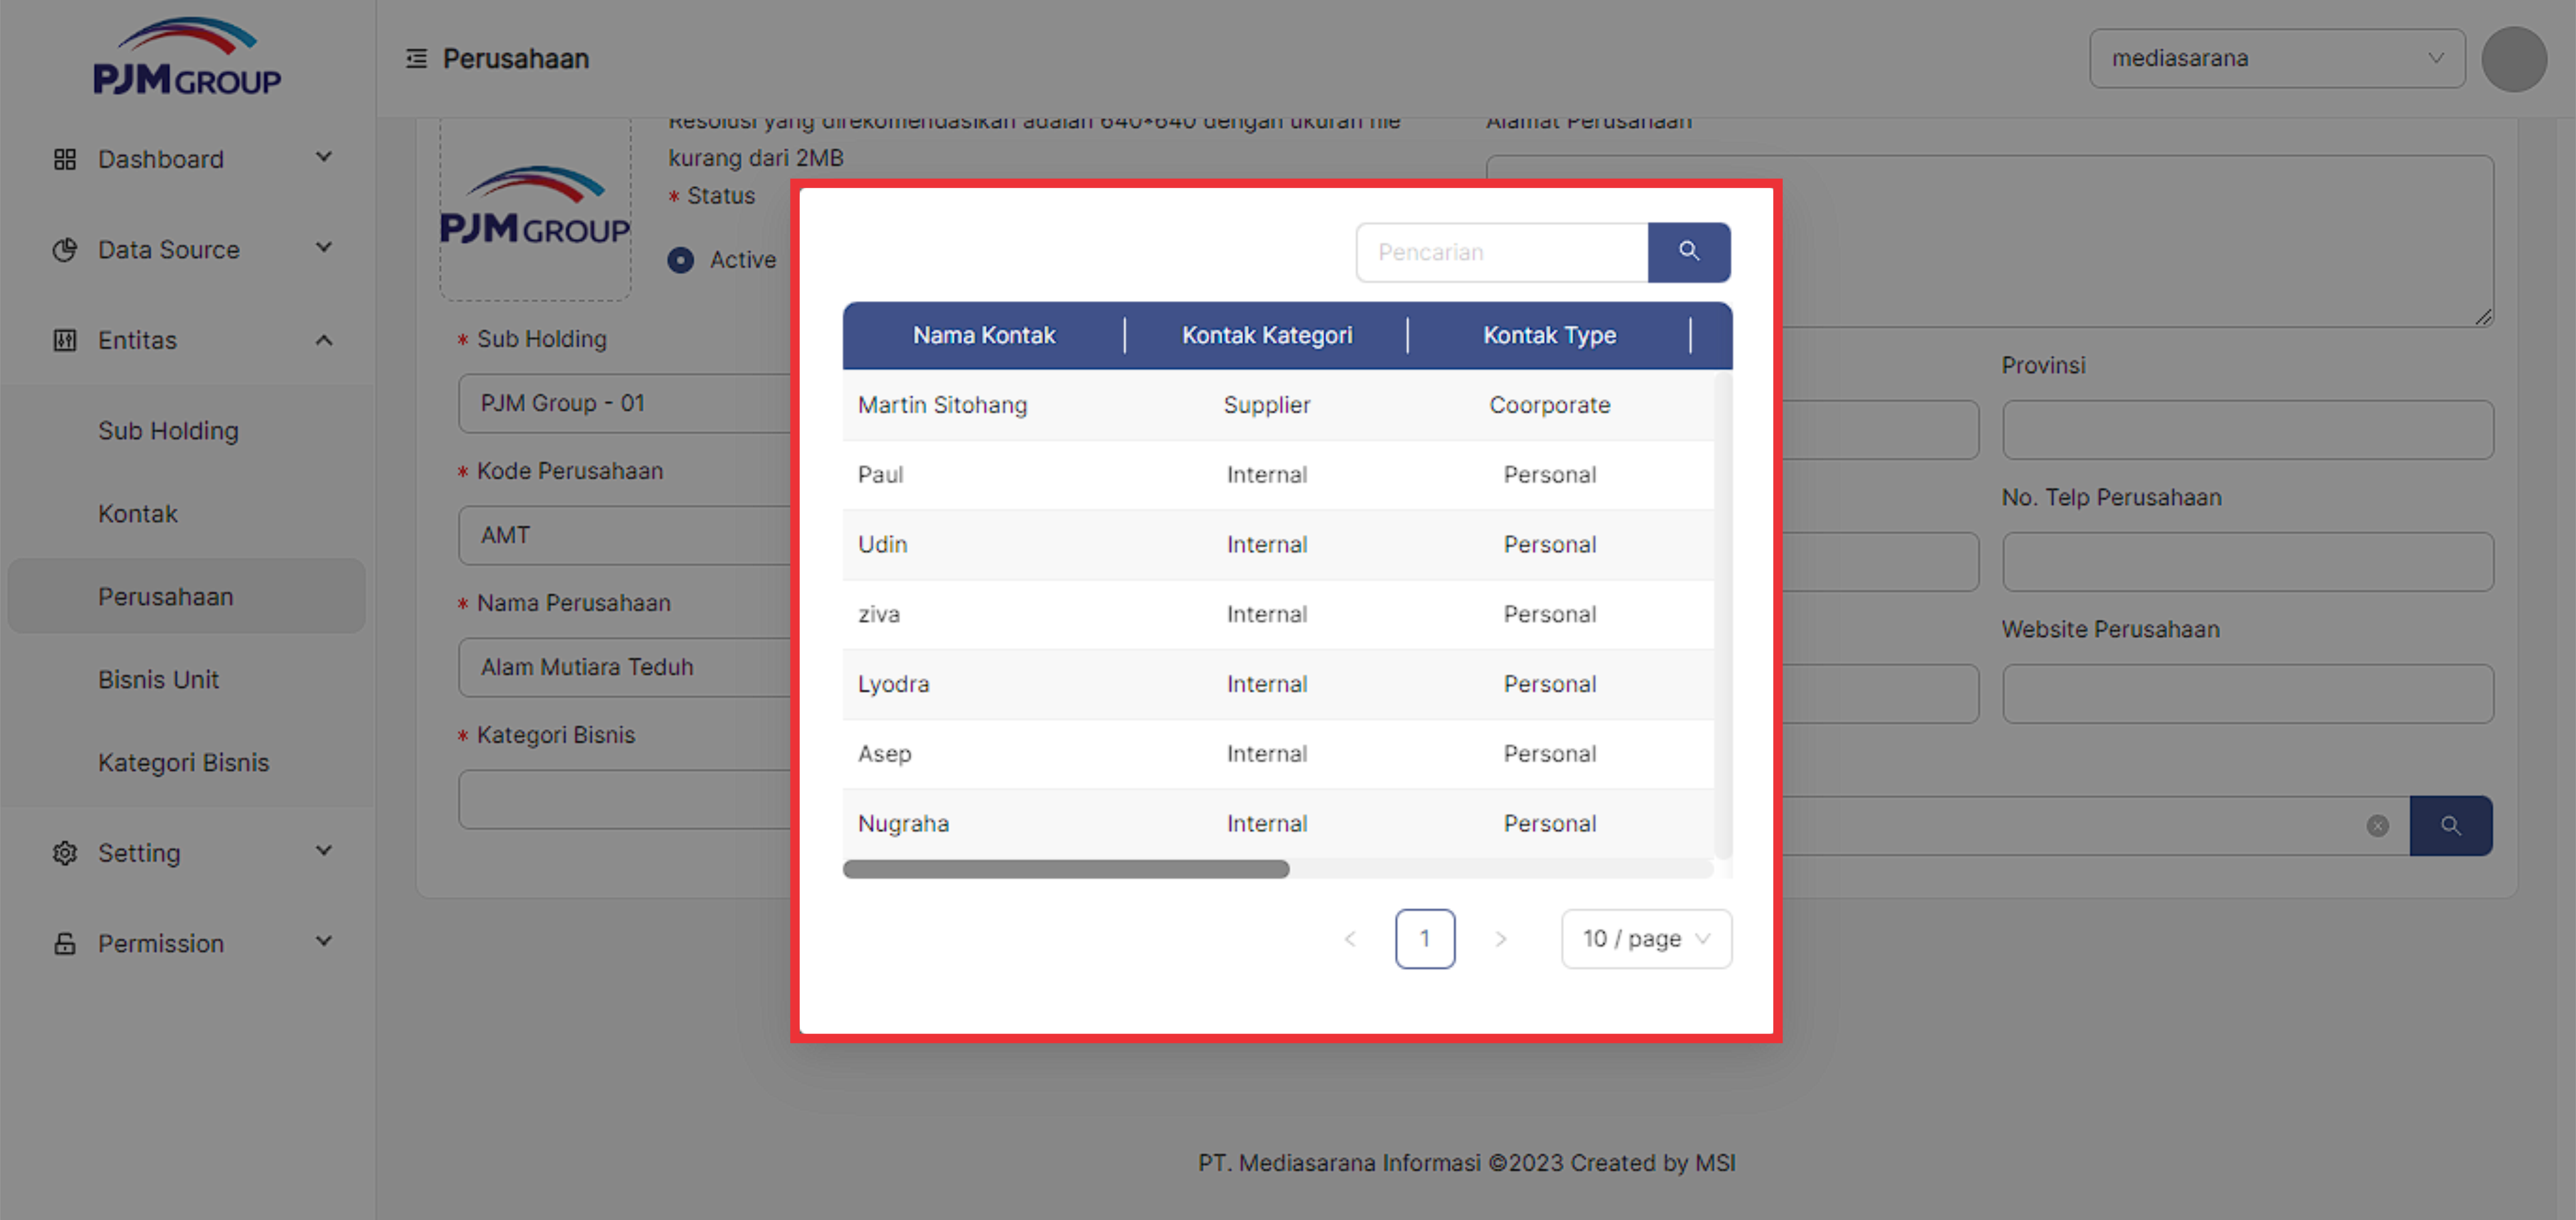 PJM GROUP
Perusahaan
mediasarana
Dashboard
Data Source
Entitas
Sub Holding
Kontak
Perusahaan
Bisnis Unit
Kategori Bisnis
Setting
Permission
Resolusi yang direkomendasikan adalah 640*640 dengan ukuran file
kurang dari 2MB
PJM GROUP
* Status
Active
* Sub Holding
PJM Group - 01
* Kode Perusahaan
AMT
* Nama Perusahaan
Alam Mutiara Teduh
* Kategori Bisnis
Alamat Perusahaan
Provinsi
No. Telp Perusahaan
Website Perusahaan
Pencarian
Nama Kontak Kontak Kategori Kontak Type
Martin Sitohang Supplier Coorporate
Paul Internal Personal
Udin Internal Personal
ziva Internal Personal
Lyodra Internal Personal
Asep Internal Personal
Nugraha Internal Personal
< 1 > 10 / page
PT. Mediasarana Informasi ©2023 Created by MSI